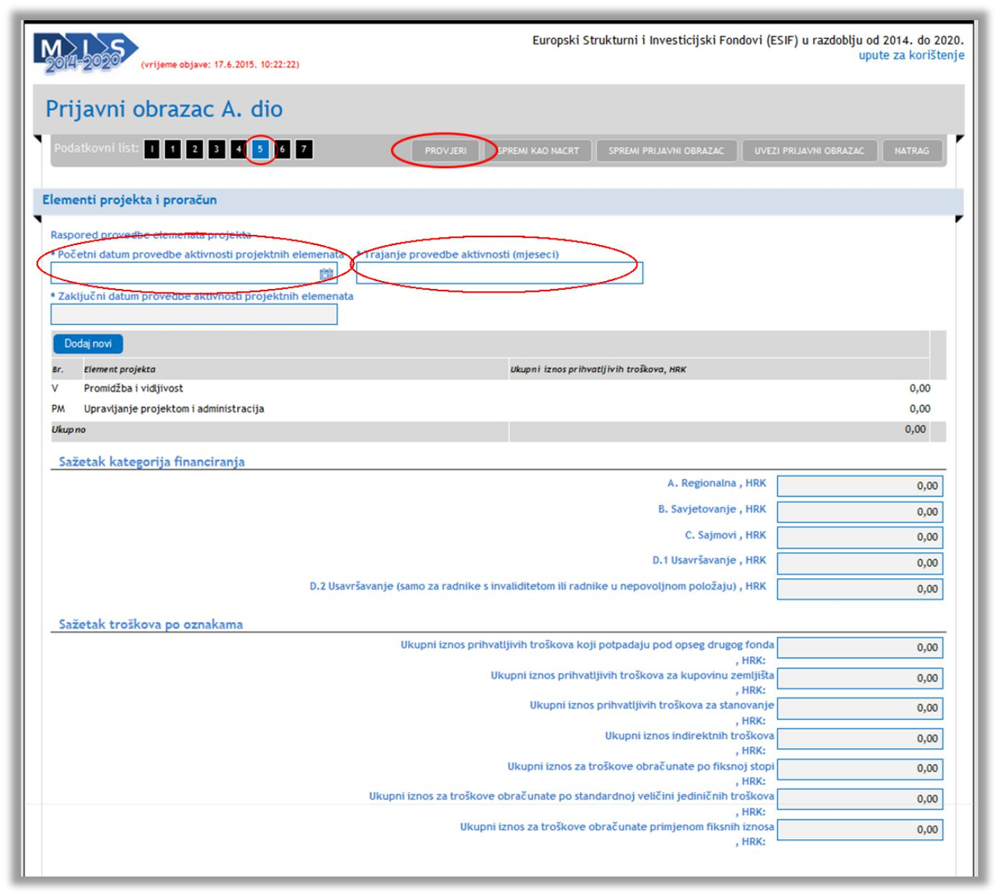 MIS
2014-2020
(vrijeme objave: 17.6.2015. 10:22:22)
Europski Strukturni i Investicijski Fondovi (ESIF) u razdoblju od 2014. do 2020.
upute za korištenje
Prijavni obrazac A. dio
Podatkovni list: I 1 2 3 4 5 6 7
PROVJERI SPREMI KAO NACRT SPREMI PRIJAVNI OBRAZAC UVEZI PRIJAVNI OBRAZAC NATRAG
Elementi projekta i proračun
Raspored provedbe elemenata projekta
* Početni datum provedbe aktivnosti projektnih elemenata * Trajanje provedbe aktivnosti (mjeseci)
* Zaključni datum provedbe aktivnosti projektnih elemenata
Dodaj novi
Br. Element projekta Ukupni iznos prihvatljivih troškova, HRK
V Promidžba i vidljivost 0,00
PM Upravljanje projektom i administracija 0,00
Ukupno 0,00
Sažetak kategorija financiranja
A. Regionalna , HRK 0,00
B. Savjetovanje , HRK 0,00
C. Sajmovi , HRK 0,00
D.1 Usavršavanje , HRK 0,00
D.2 Usavršavanje (samo za radnike s invaliditetom ili radnike u nepovoljnom položaju) , HRK 0,00
Sažetak troškova po oznakama
Ukupni iznos prihvatljivih troškova koji potpadaju pod opseg drugog fonda 0,00
, HRK:
Ukupni iznos prihvatljivih troškova za kupovinu zemljišta 0,00
, HRK:
Ukupni iznos prihvatljivih troškova za stanovanje 0,00
, HRK:
Ukupni iznos indirektnih troškova 0,00
, HRK:
Ukupni iznos za troškove obračunate po fiksnoj stopi 0,00
, HRK:
Ukupni iznos za troškove obračunate po standardnoj veličini jediničnih troškova 0,00
, HRK:
Ukupni iznos za troškove obračunate primjenom fiksnih iznosa 0,00
, HRK: